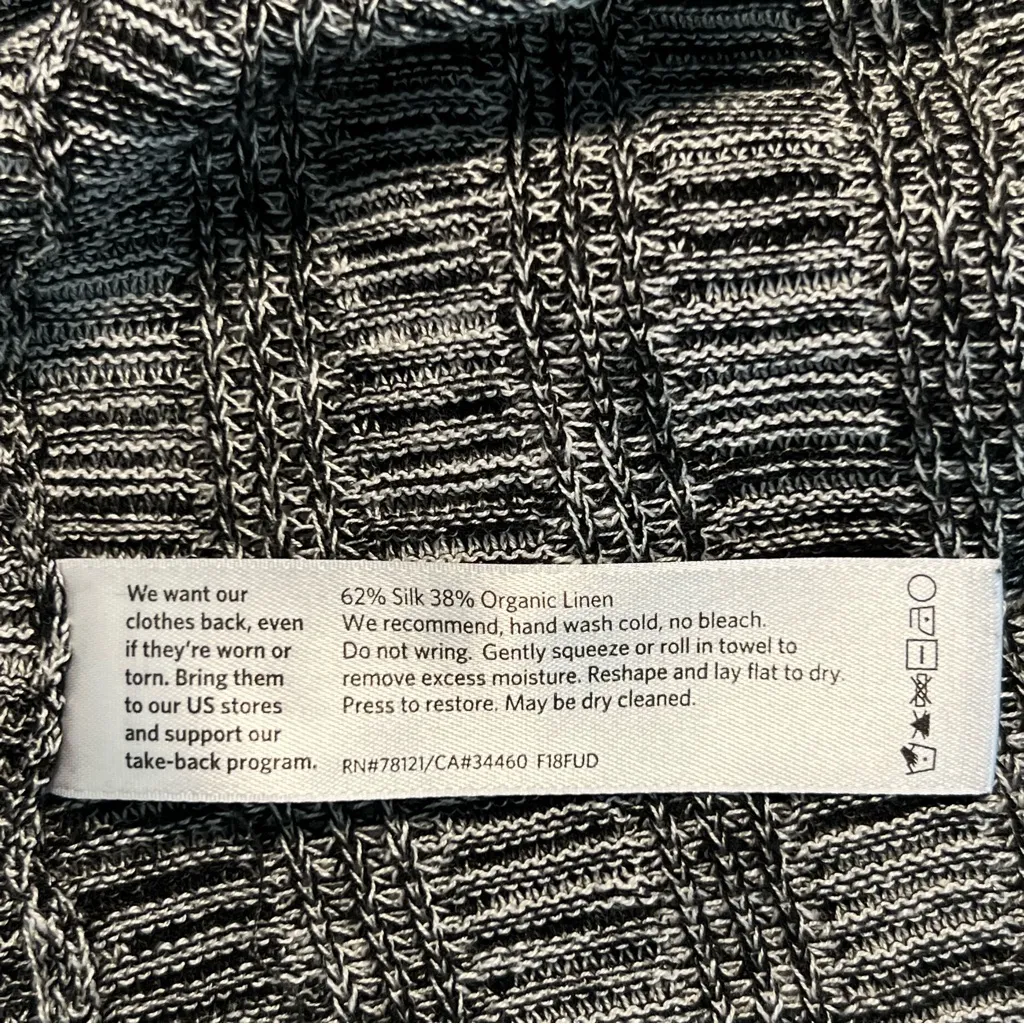 We want our
clothes back, even
if they're worn or
torn. Bring them
to our US stores
and support our
take-back program.
62% Silk 38% Organic Linen
We recommend, hand wash cold, no bleach.
Do not wring. Gently squeeze or roll in towel to
remove excess moisture. Reshape and lay flat to dry.
Press to restore. May be dry cleaned.
RN#78121/CA#34460 F18FUD